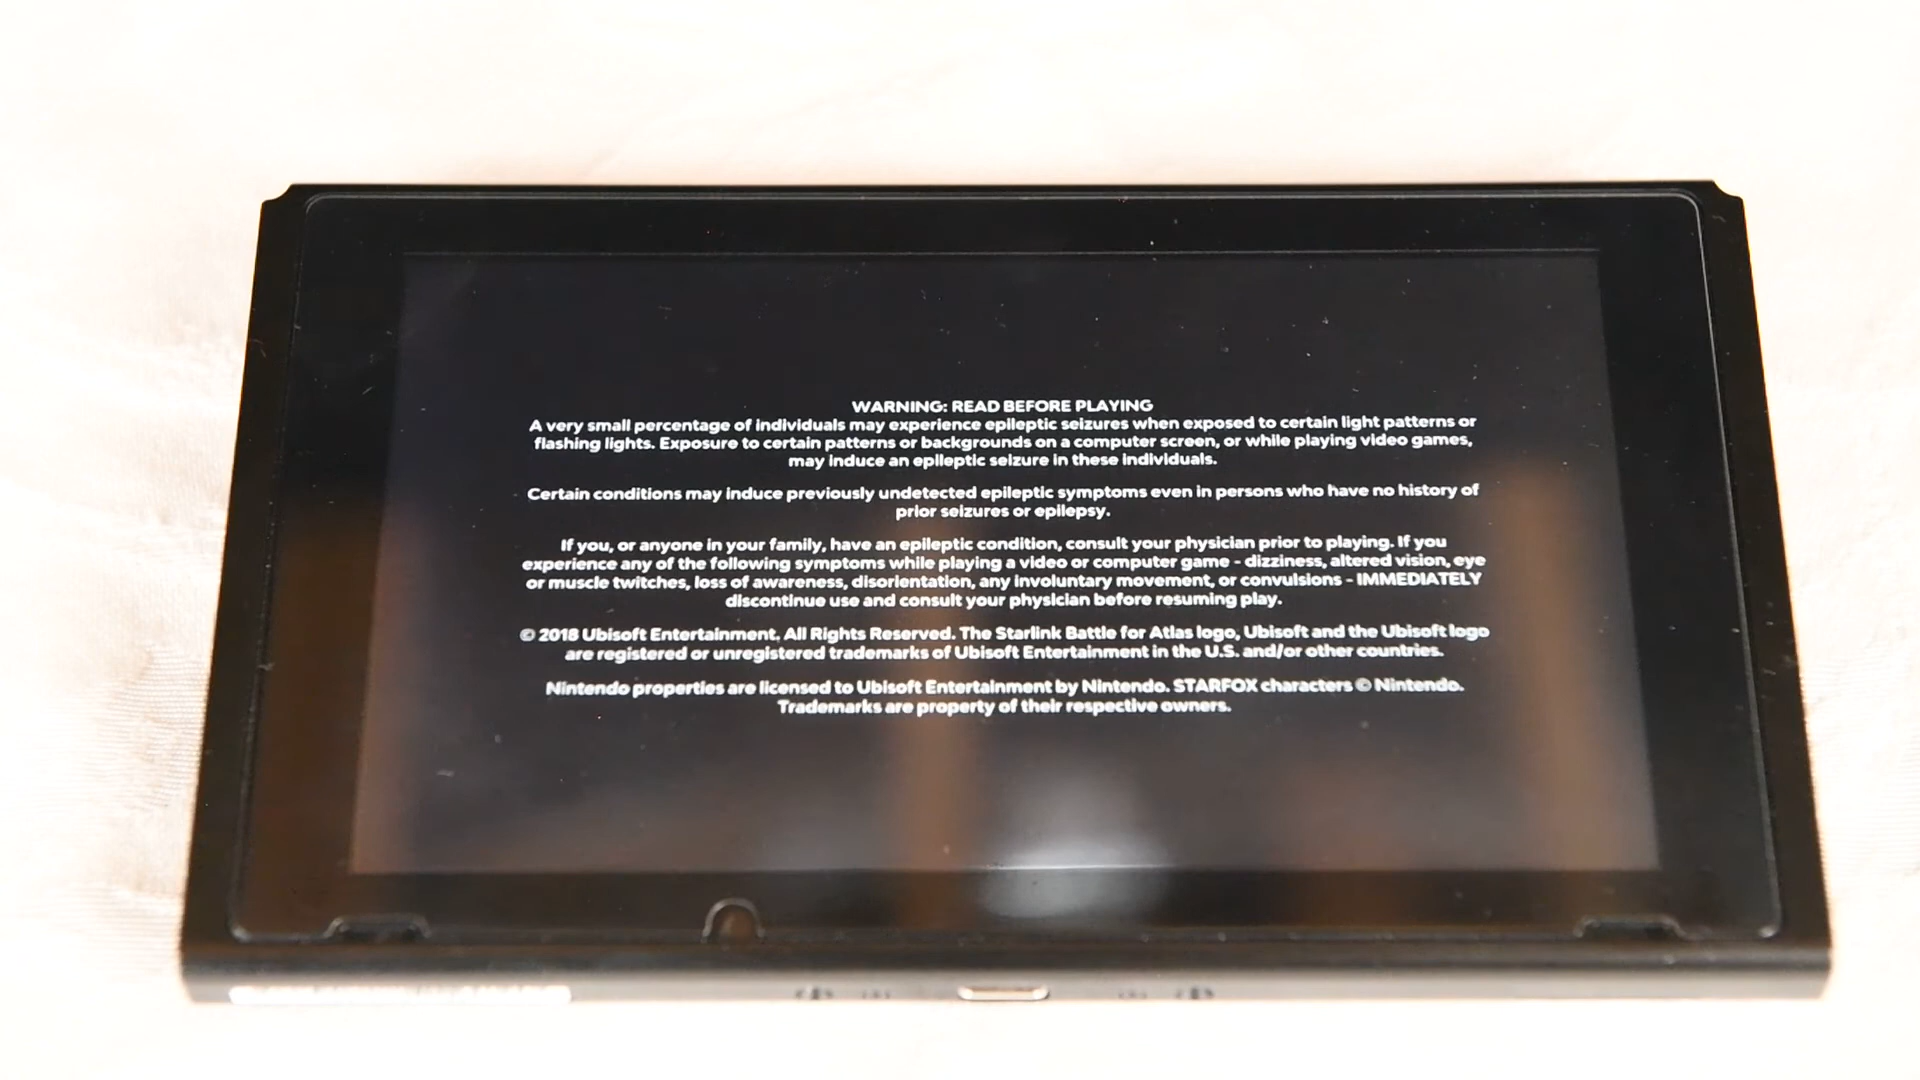 WARNING: READ BEFORE PLAYING
A very small percentage of individuals may experience epileptic seizures when exposed to certain light patterns or
flashing lights. Exposure to certain patterns or backgrounds on a computer screen, or while playing video games,
may induce an epileptic seizure in these individuals.
Certain conditions may induce previously undetected epileptic symptoms even in persons who have no history of
prior seizures or epilepsy.
If you, or anyone in your family, have an epileptic condition, consult your physician prior to playing. If you
experience any of the following symptoms while playing a video or computer game - dizziness, altered vision, eye
or muscle twitches, loss of awareness, disorientation, any involuntary movement, or convulsions - IMMEDIATELY
discontinue use and consult your physician before resuming play.
© 2018 Ubisoft Entertainment. All Rights Reserved. The Starlink Battle for Atlas logo, Ubisoft and the Ubisoft logo
are registered or unregistered trademarks of Ubisoft Entertainment in the U.S. and/or other countries.
Nintendo properties are licensed to Ubisoft Entertainment by Nintendo. STARFOX characters © Nintendo.
Trademarks are property of their respective owners.